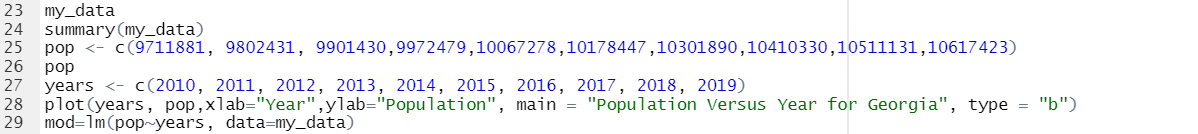 23 my_data
24 summary(my_data)
25 pop <- c(9711881, 9802431, 9901430,9972479,10067278,10178447,10301890,10410330,10511131,10617423)
26 pop
27 years <- c(2010, 2011, 2012, 2013, 2014, 2015, 2016, 2017, 2018, 2019)
28 plot(years, pop,xlab="Year",ylab="Population", main = "Population Versus Year for Georgia", type = "b")
29 mod=lm(pop~years, data=my_data)